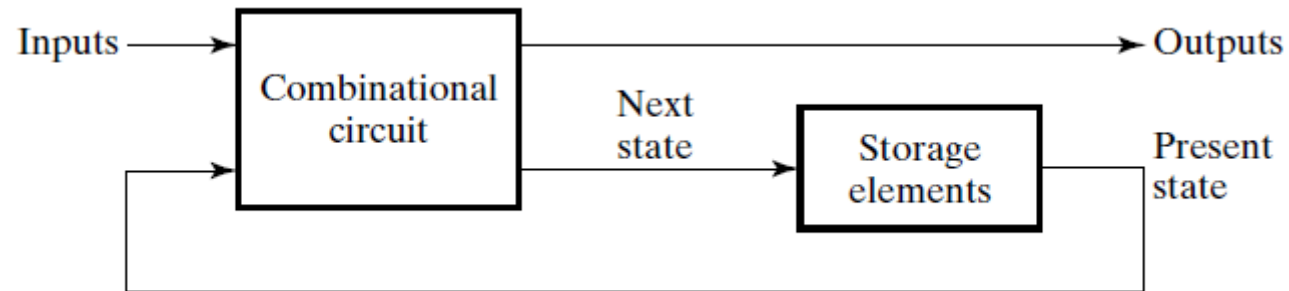 Inputs
Combinational
circuit
Outputs
Next
state
Storage
elements
Present
state